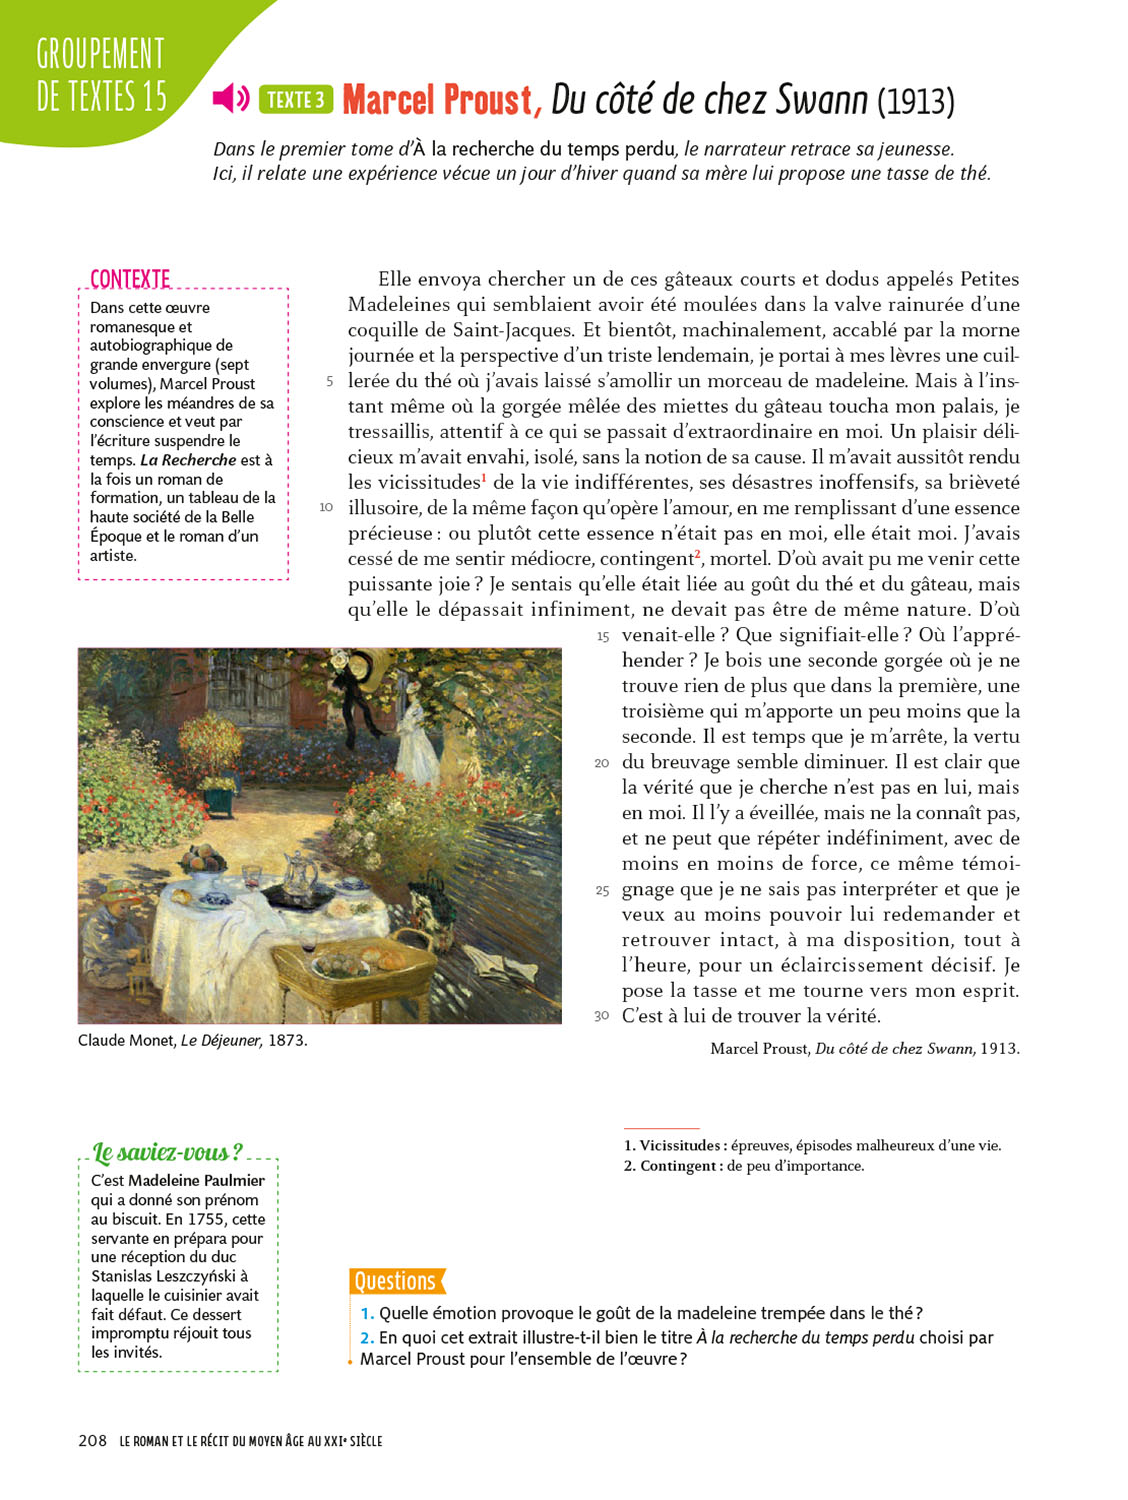 GROUPEMENT
DE TEXTES 15
TEXTE 3 Marcel Proust, Du côté de chez Swann (1913)
Dans le premier tome d’À la recherche du temps perdu, le narrateur retrace sa jeunesse.
Ici, il relate une expérience vécue un jour d’hiver quand sa mère lui propose une tasse de thé.
CONTEXTE
Dans cette œuvre
romanesque et
autobiographique de
grande envergure (sept
volumes), Marcel Proust
explore les méandres de sa
conscience et veut par
l’écriture suspendre le
temps. La Recherche est à
la fois un roman de
formation, un tableau de la
haute société de la Belle
Époque et le roman d’un
artiste.
Elle envoya chercher un de ces gâteaux courts et dodus appelés Petites
Madeleines qui semblaient avoir été moulées dans la valve rainurée d’une
coquille de Saint-Jacques. Et bientôt, machinalement, accablé par la morne
journée et la perspective d’un triste lendemain, je portai à mes lèvres une cuil-
5 lerée du thé où j’avais laissé s’amollir un morceau de madeleine. Mais à l’ins-
tant même où la gorgée mêlée des miettes du gâteau toucha mon palais, je
tressaillis, attentif à ce qui se passait d’extraordinaire en moi. Un plaisir déli-
cieux m’avait envahi, isolé, sans la notion de sa cause. Il m’avait aussitôt rendu
les vicissitudes1 de la vie indifférentes, ses désastres inoffensifs, sa brièveté
10 illusoire, de la même façon qu’opère l’amour, en me remplissant d’une essence
précieuse : ou plutôt cette essence n’était pas en moi, elle était moi. J’avais
cessé de me sentir médiocre, contingent2, mortel. D’où avait pu me venir cette
puissante joie ? Je sentais qu’elle était liée au goût du thé et du gâteau, mais
qu’elle le dépassait infiniment, ne devait pas être de même nature. D’où
15 venait-elle ? Que signifiait-elle ? Où l’appré-
hender ? Je bois une seconde gorgée où je ne
trouve rien de plus que dans la première, une
troisième qui m’apporte un peu moins que la
seconde. Il est temps que je m’arrête, la vertu
20 du breuvage semble diminuer. Il est clair que
la vérité que je cherche n’est pas en lui, mais
en moi. Il l’y a éveillée, mais ne la connaît pas,
et ne peut que répéter indéfiniment, avec de
moins en moins de force, ce même témoi-
25 gnage que je ne sais pas interpréter et que je
veux au moins pouvoir lui redemander et
retrouver intact, à ma disposition, tout à
l’heure, pour un éclaircissement décisif. Je
pose la tasse et me tourne vers mon esprit.
30 C’est à lui de trouver la vérité.
Marcel Proust, Du côté de chez Swann, 1913.
Claude Monet, Le Déjeuner, 1873.
1. Vicissitudes : épreuves, épisodes malheureux d’une vie.
2. Contingent : de peu d’importance.
Le saviez-vous ?
C’est Madeleine Paulmier
qui a donné son prénom
au biscuit. En 1755, cette
servante en prépara pour
une réception du duc
Stanislas Leszczyński à
laquelle le cuisinier avait
fait défaut. Ce dessert
impromptu réjouit tous
les invités.
Questions
1. Quelle émotion provoque le goût de la madeleine trempée dans le thé ?
2. En quoi cet extrait illustre-t-il bien le titre À la recherche du temps perdu choisi par
Marcel Proust pour l’ensemble de l’œuvre ?
208 LE ROMAN ET LE RÉCIT DU MOYEN ÂGE AU XXIe SIÈCLE